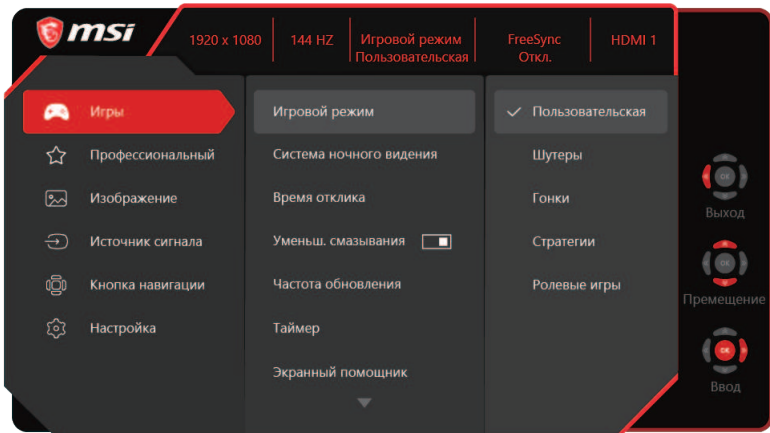 msi
1920 x 1080
144 HZ
Игровой режим
Пользовательская
FreeSync
Откл.
HDMI 1
Игры
Профессиональный
Изображение
Источник сигнала
Кнопка навигации
Настройка
Игровой режим
Система ночного видения
Время отклика
Уменьш. смазывания
Частота обновления
Таймер
Экранный помощник
Пользовательская
Шутеры
Гонки
Стратегии
Ролевые игры
OK
Выход
OK
Премещение
OK
Ввод